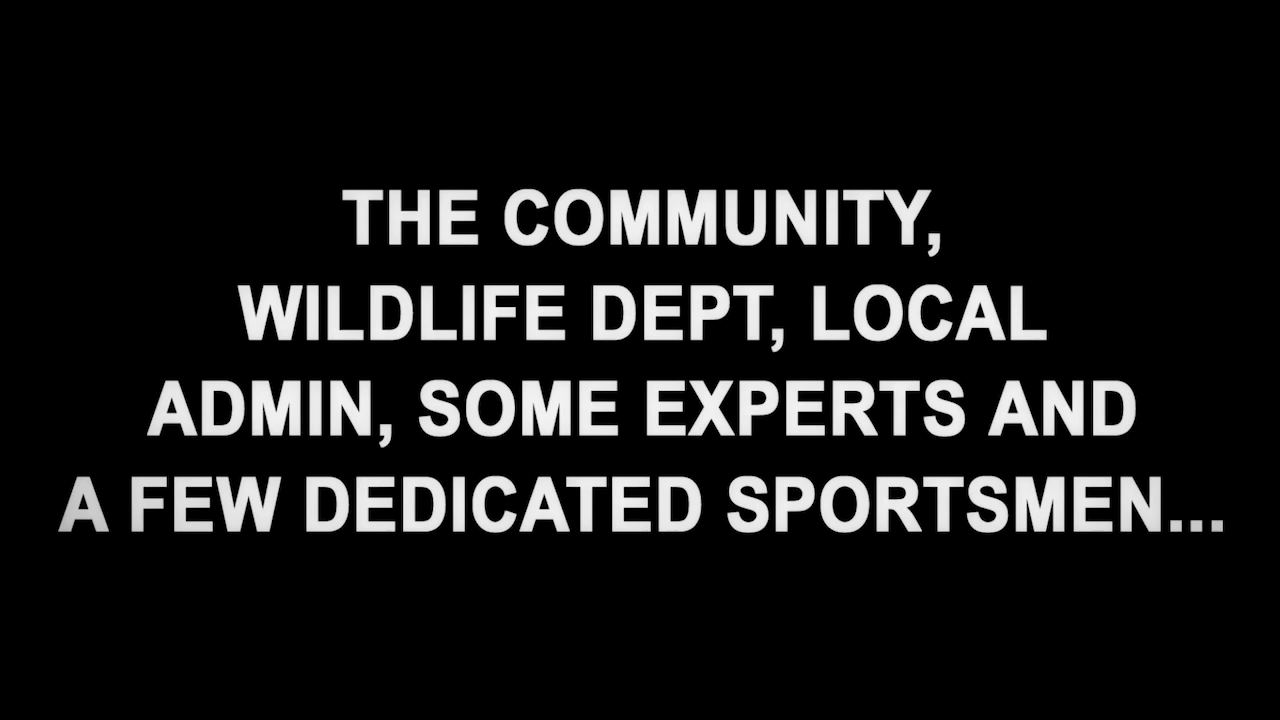 THE COMMUNITY,
WILDLIFE DEPT, LOCAL
ADMIN, SOME EXPERTS AND
A FEW DEDICATED SPORTSMEN...